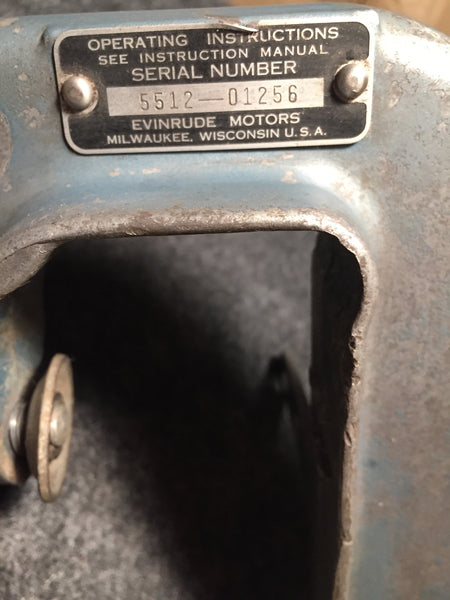 OPERATING INSTRUCTIONS
SEE INSTRUCTION MANUAL
SERIAL NUMBER
5512—01256
EVINRUDE MOTORS
MILWAUKEE, WISCONSIN U.S.A.